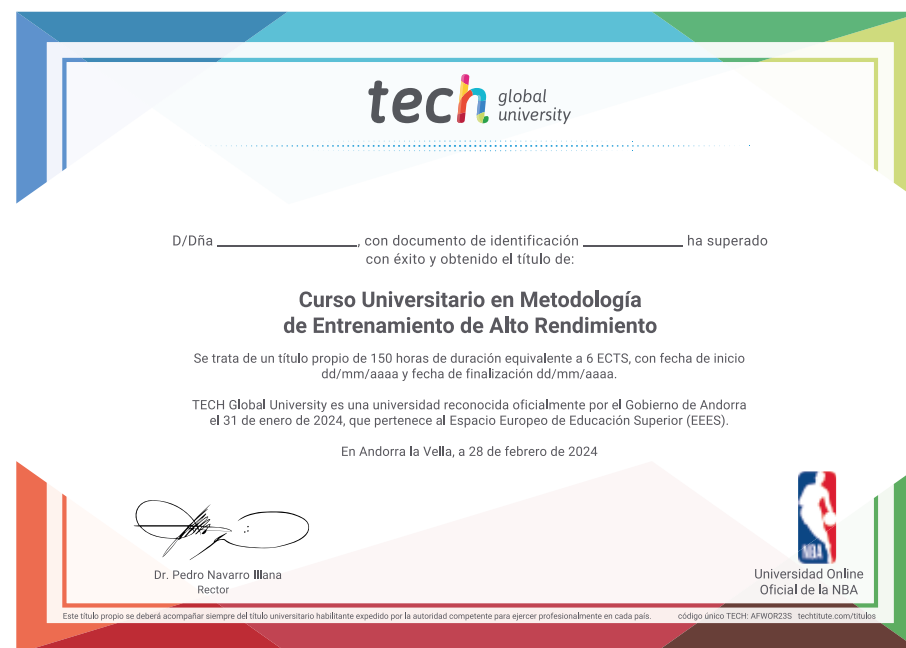 tech global university
D/Dña ____________________, con documento de identificación ______________ ha superado
con éxito y obtenido el título de:
Curso Universitario en Metodología
de Entrenamiento de Alto Rendimiento
Se trata de un título propio de 150 horas de duración equivalente a 6 ECTS, con fecha de inicio
dd/mm/aaaa y fecha de finalización dd/mm/aaaa.
TECH Global University es una universidad reconocida oficialmente por el Gobierno de Andorra
el 31 de enero de 2024, que pertenece al Espacio Europeo de Educación Superior (EEES).
En Andorra la Vella, a 28 de febrero de 2024
Dr. Pedro Navarro Illana
Rector
NBA
Universidad Online
Oficial de la NBA
Este título propio se deberá acompañar siempre del título universitario habilitante expedido por la autoridad competente para ejercer profesionalmente en cada país. código único TECH: AFWOR23S techtitute.com/titulos